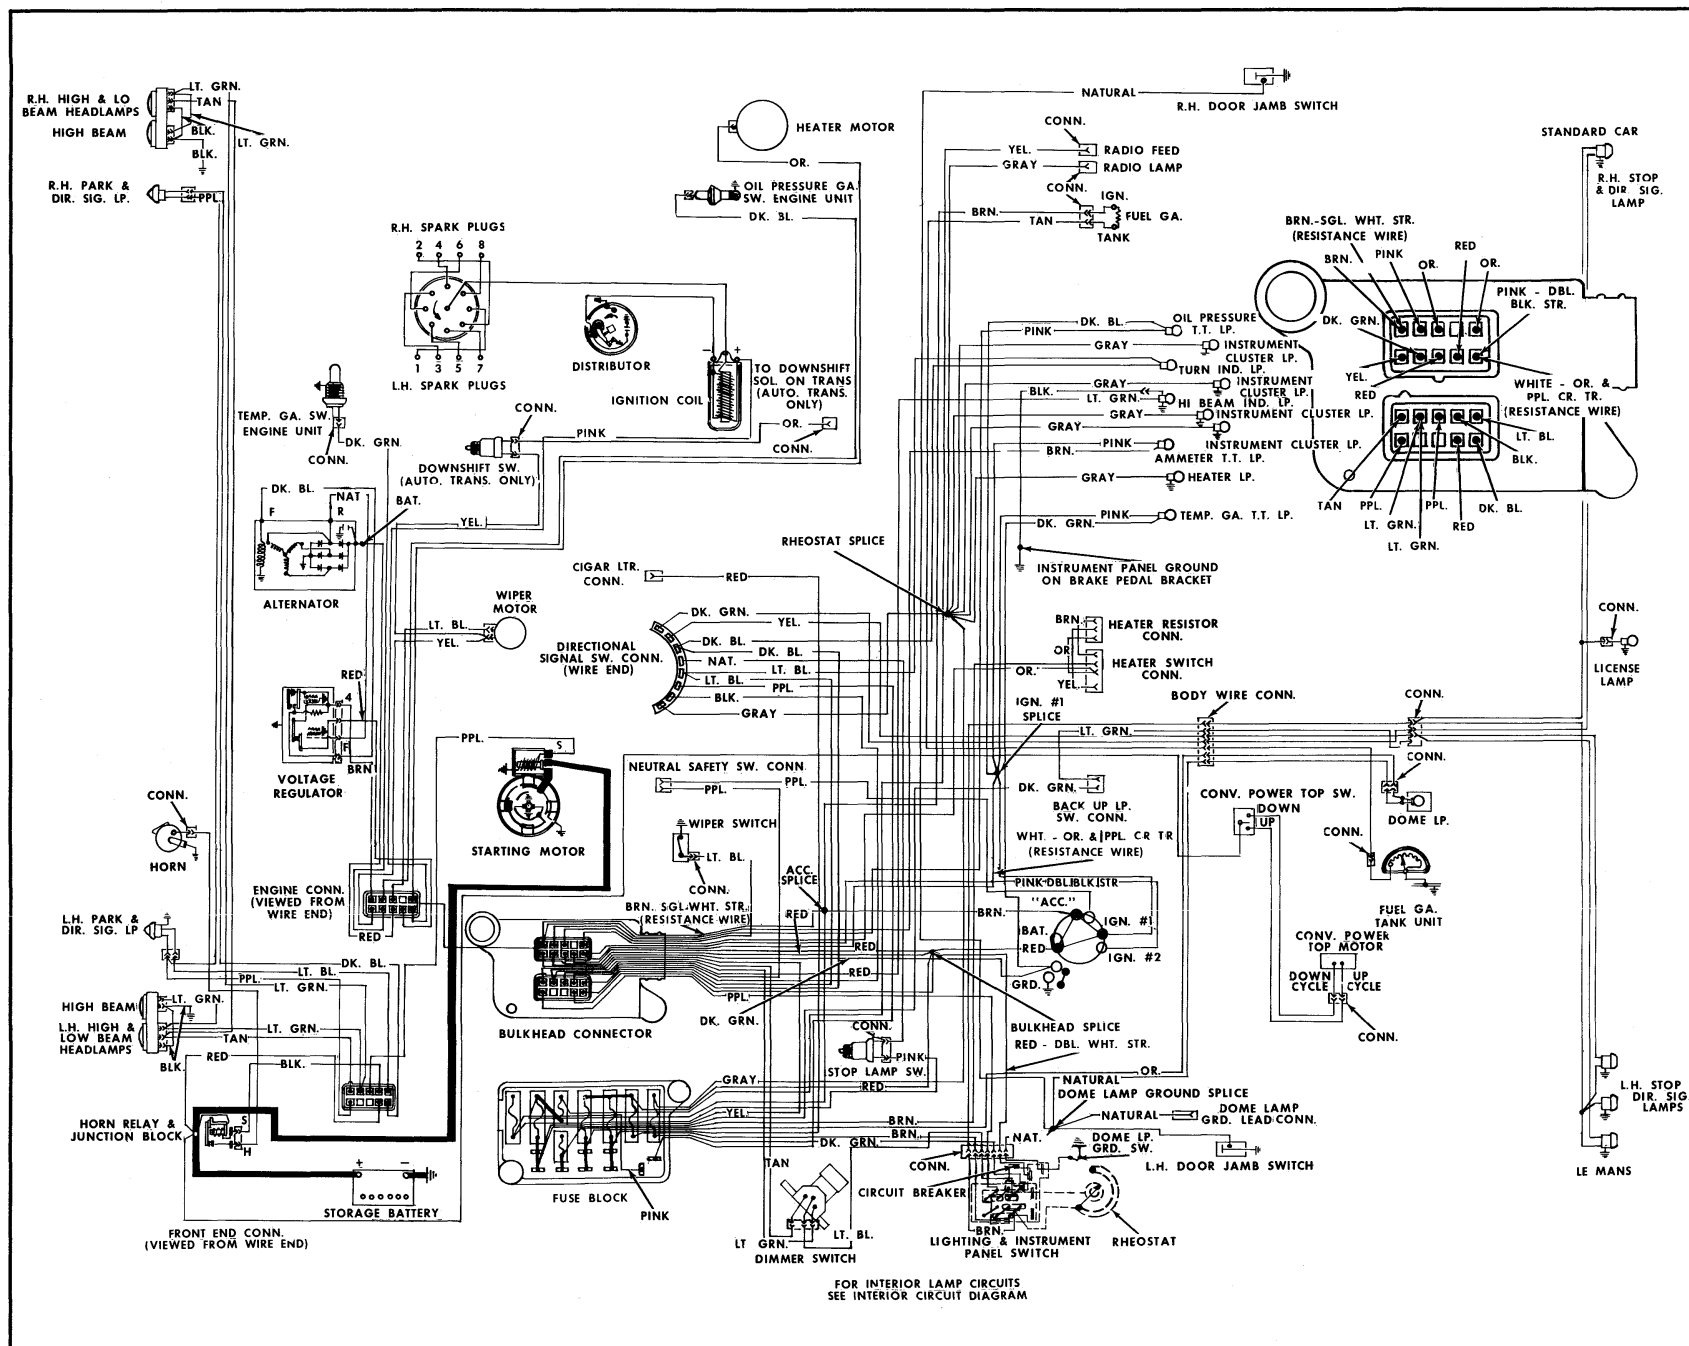 R.H. HIGH & LO
BEAM HEADLAMPS
HIGH BEAM
LT. GRN.
TAN
BLK.
LT. GRN.
BLK.
R.H. PARK &
DIR. SIG. LP.
PPL.
HEATER MOTOR
OR.
OIL PRESSURE GA.
SW. ENGINE UNIT
DK. BL.
R.H. SPARK PLUGS
2 4 6 8
1 3 5 7
L.H. SPARK PLUGS
DISTRIBUTOR
- +
IGNITION COIL
TO DOWNSHIFT
SOL. ON TRANS
(AUTO. TRANS.
ONLY)
OR.
CONN.
TEMP. GA. SW.
ENGINE UNIT
CONN.
DK. GRN.
CONN.
PINK
DOWNSHIFT SW.
(AUTO. TRANS. ONLY)
DK. BL.
NAT
BAT.
F
R
YEL.
ALTERNATOR
WIPER
MOTOR
LT. BL.
YEL.
RED
4
F
BRN
VOLTAGE
REGULATOR
CONN.
HORN
PPL.
S
STARTING MOTOR
ENGINE CONN.
(VIEWED FROM
WIRE END)
RED
L.H. PARK &
DIR. SIG. LP
DK. BL.
LT. BL.
PPL.
LT. GRN.
HIGH BEAM
LT. GRN.
L.H. HIGH &
LOW BEAM
HEADLAMPS
LT. GRN.
TAN
BLK.
RED
BLK.
HORN RELAY &
JUNCTION BLOCK
S
H
+ -
STORAGE BATTERY
FRONT END CONN.
(VIEWED FROM WIRE END)
NATURAL
R.H. DOOR JAMB SWITCH
CONN.
YEL.
RADIO FEED
GRAY
RADIO LAMP
CONN.
IGN.
BRN.
FUEL GA.
TAN
TANK
STANDARD CAR
R.H. STOP
& DIR. SIG.
LAMP
BRN.-SGL. WHT. STR.
(RESISTANCE WIRE)
BRN.
PINK
OR.
RED
OR.
PINK - DBL.
BLK. STR.
DK. GRN.
YEL.
RED
WHITE - OR. &
PPL. CR. TR.
(RESISTANCE WIRE)
LT. BL.
BLK.
TAN
PPL.
LT. GRN.
LT. GRN.
PPL.
RED
DK. BL.
DK. BL.
OIL PRESSURE
T.T. LP.
PINK
GRAY
INSTRUMENT
CLUSTER LP.
TURN IND. LP.
GRAY
INSTRUMENT
CLUSTER LP.
BLK.
LT. GRN.
HI BEAM IND. LP.
GRAY
INSTRUMENT CLUSTER LP.
GRAY
INSTRUMENT CLUSTER LP.
PINK
BRN.
AMMETER T.T. LP.
GRAY
HEATER LP.
PINK
DK. GRN.
TEMP. GA. T.T. LP.
RHEOSTAT SPLICE
INSTRUMENT PANEL GROUND
ON BRAKE PEDAL BRACKET
CIGAR LTR.
CONN.
RED
DK. GRN.
YEL.
DK. BL.
DK. BL.
NAT.
LT. BL.
LT. BL.
PPL.
BLK.
GRAY
DIRECTIONAL
SIGNAL SW. CONN.
(WIRE END)
BRN.
HEATER RESISTOR
CONN.
OR
OR.
HEATER SWITCH
CONN.
YEL.
IGN. #1
SPLICE
CONN.
LICENSE
LAMP
BODY WIRE CONN.
CONN.
LT. GRN.
CONN.
DOME LP.
NEUTRAL SAFETY SW. CONN.
PPL.
PPL.
DK. GRN.
BACK UP LP.
SW. CONN.
CONV. POWER TOP SW.
DOWN
UP
CONN.
FUEL GA.
TANK UNIT
WIPER SWITCH
LT. BL.
CONN.
WHT. - OR. & PPL. CR TR
(RESISTANCE WIRE)
ACC.
SPLICE
PINK-DBL.BLK STR
"ACC."
BRN. SGL WHT. STR.
(RESISTANCE WIRE)
RED
BRN.
IGN. #1
BAT.
RED
IGN. #2
GRD.
RED
RED
CONV. POWER
TOP MOTOR
DOWN
CYCLE
UP
CYCLE
CONN.
PPL.
DK. GRN.
BULKHEAD CONNECTOR
CONN.
STOP LAMP SW.
PINK
RED
BULKHEAD SPLICE
RED - DBL. WHT. STR.
OR.
NATURAL
DOME LAMP GROUND SPLICE
NATURAL
DOME LAMP
GRD. LEAD CONN.
L.H. STOP
DIR. SIG.
LAMPS
LE MANS
GRAY
YEL.
BRN.
BRN.
DK. GRN.
NAT.
DOME LP.
GRD. SW.
L.H. DOOR JAMB SWITCH
CONN.
FUSE BLOCK
PINK
TAN
CIRCUIT BREAKER
RHEOSTAT
BRN.
LT GRN.
LT. BL.
DIMMER SWITCH
LIGHTING & INSTRUMENT
PANEL SWITCH
FOR INTERIOR LAMP CIRCUITS
SEE INTERIOR CIRCUIT DIAGRAM